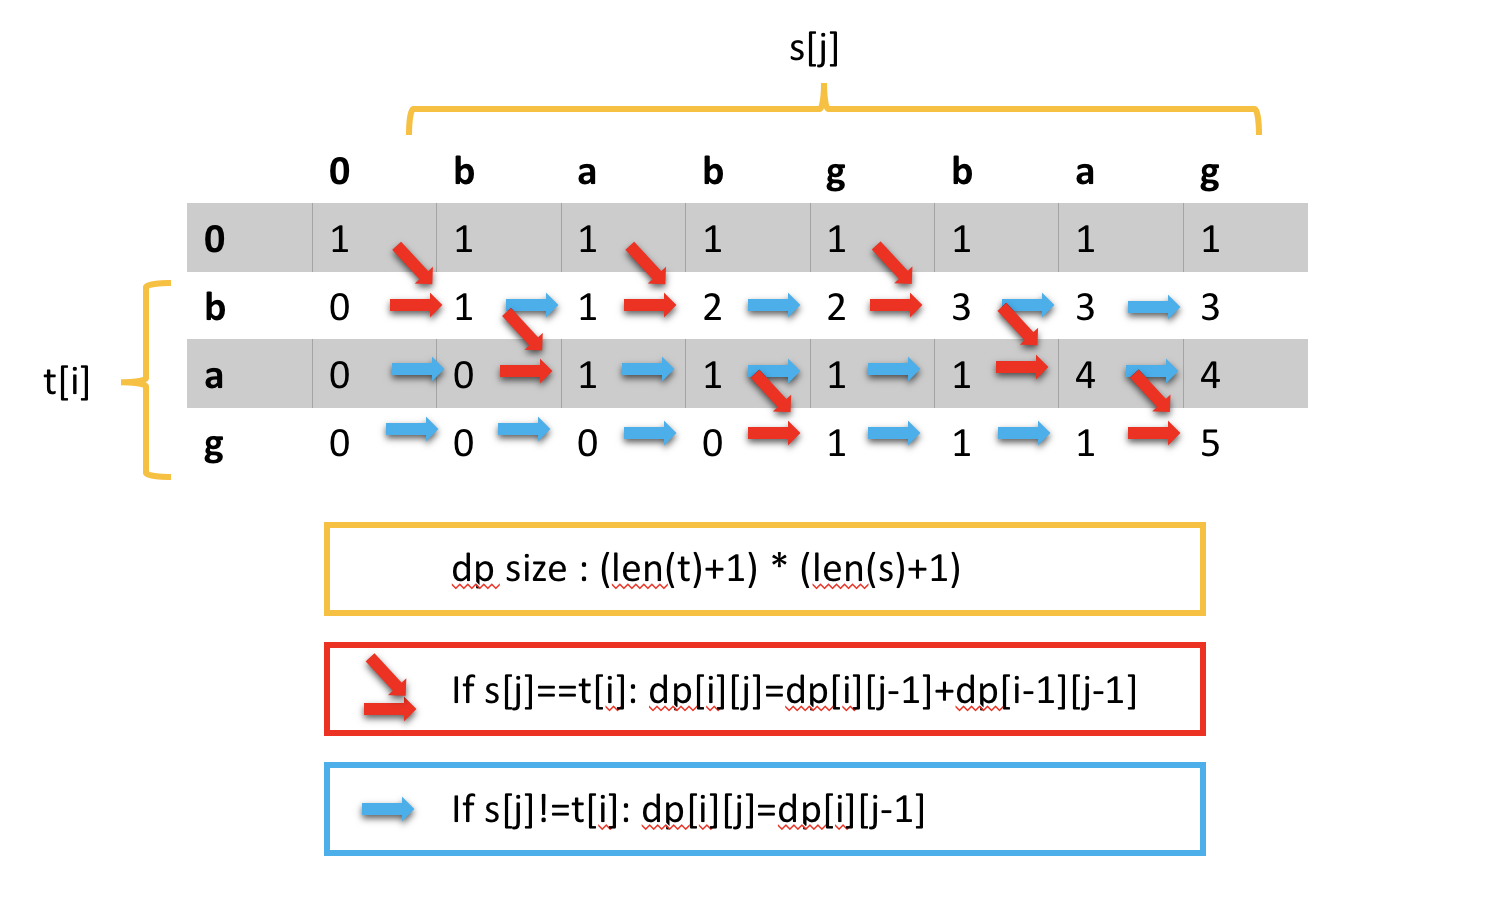 s[j]
0 b a b g b a g
0 1 1 1 1 1 1 1 1
b 0 1 1 2 2 3 3 3
t[i]
a 0 0 1 1 1 1 4 4
g 0 0 0 0 1 1 1 5
dp size : (len(t)+1) * (len(s)+1)
If s[j]==t[i]: dp[i][j]=dp[i][j-1]+dp[i-1][j-1]
If s[j]!=t[i]: dp[i][j]=dp[i][j-1]